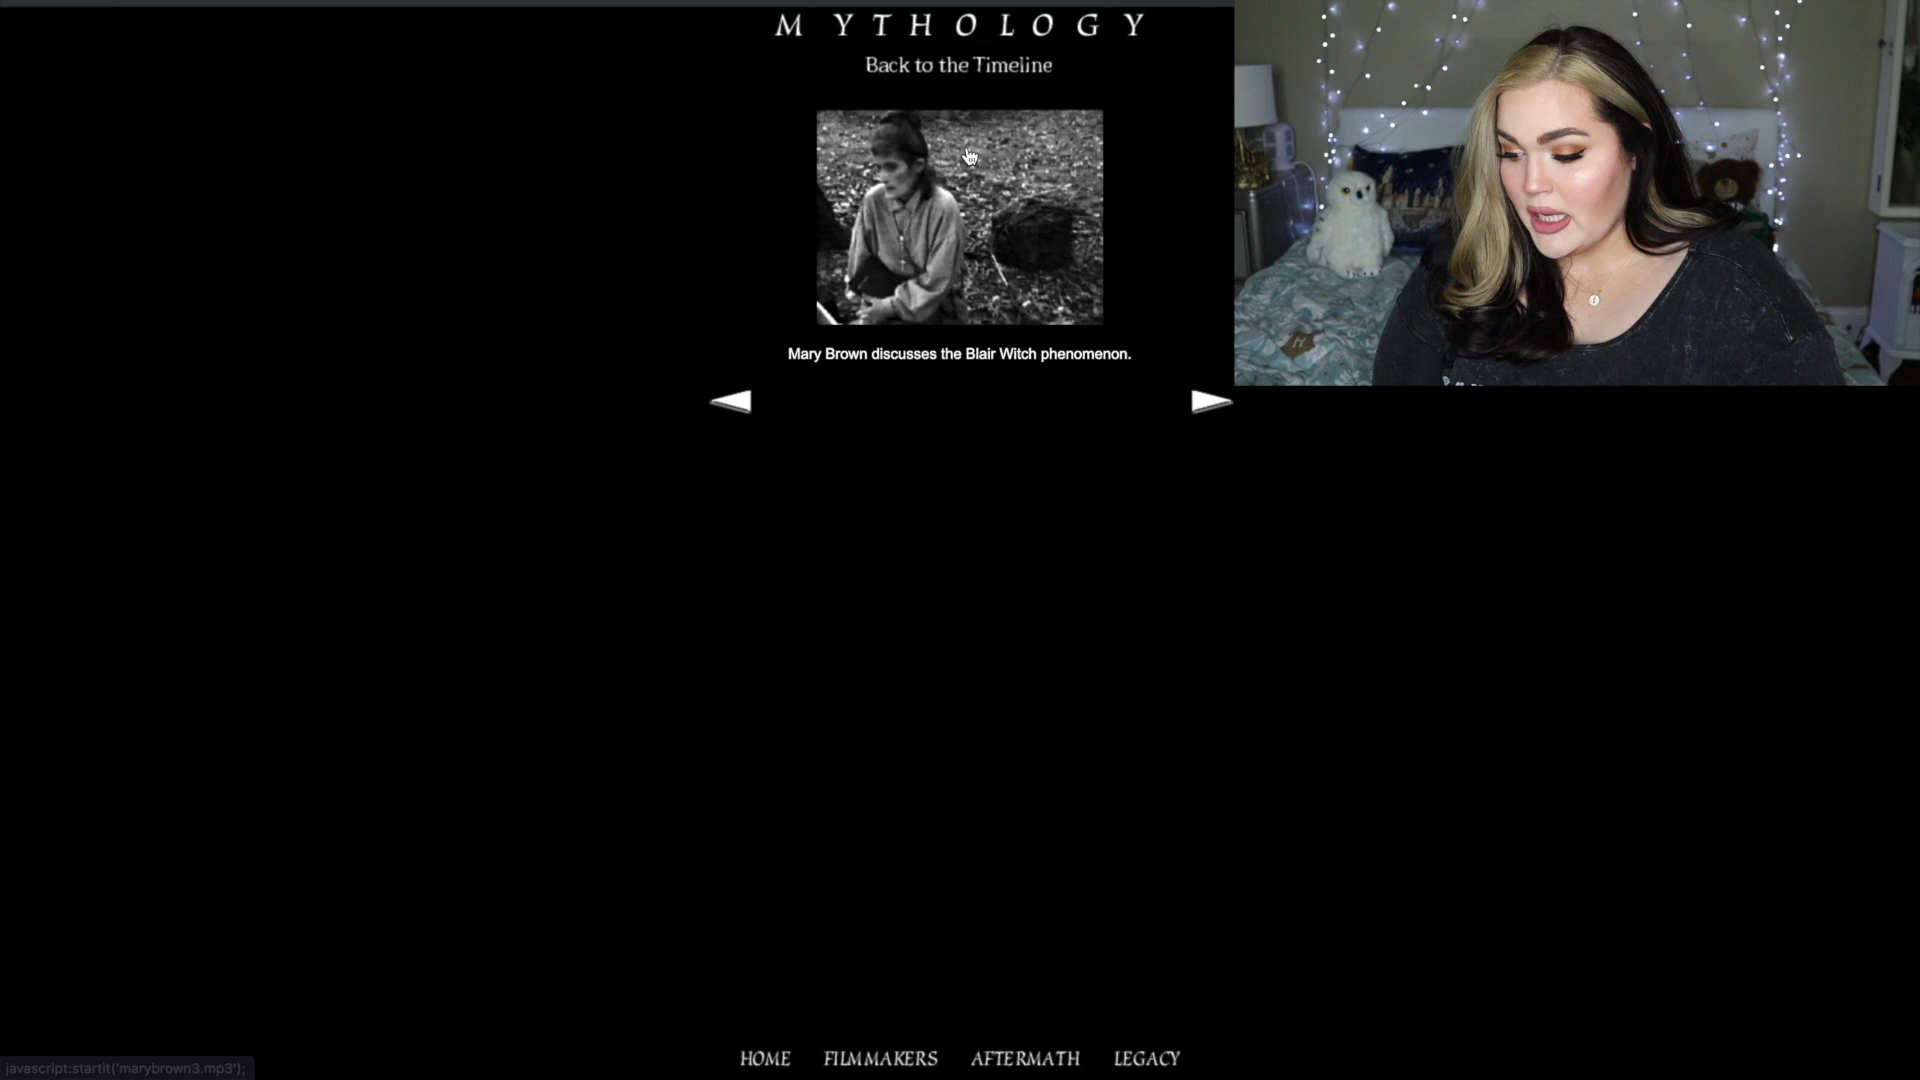 MYTHOLOGY
Back to the Timeline
Mary Brown discusses the Blair Witch phenomenon.
HOME FILMMAKERS AFTERMATH LEGACY
javascript:startit('marybrown3.mp3');